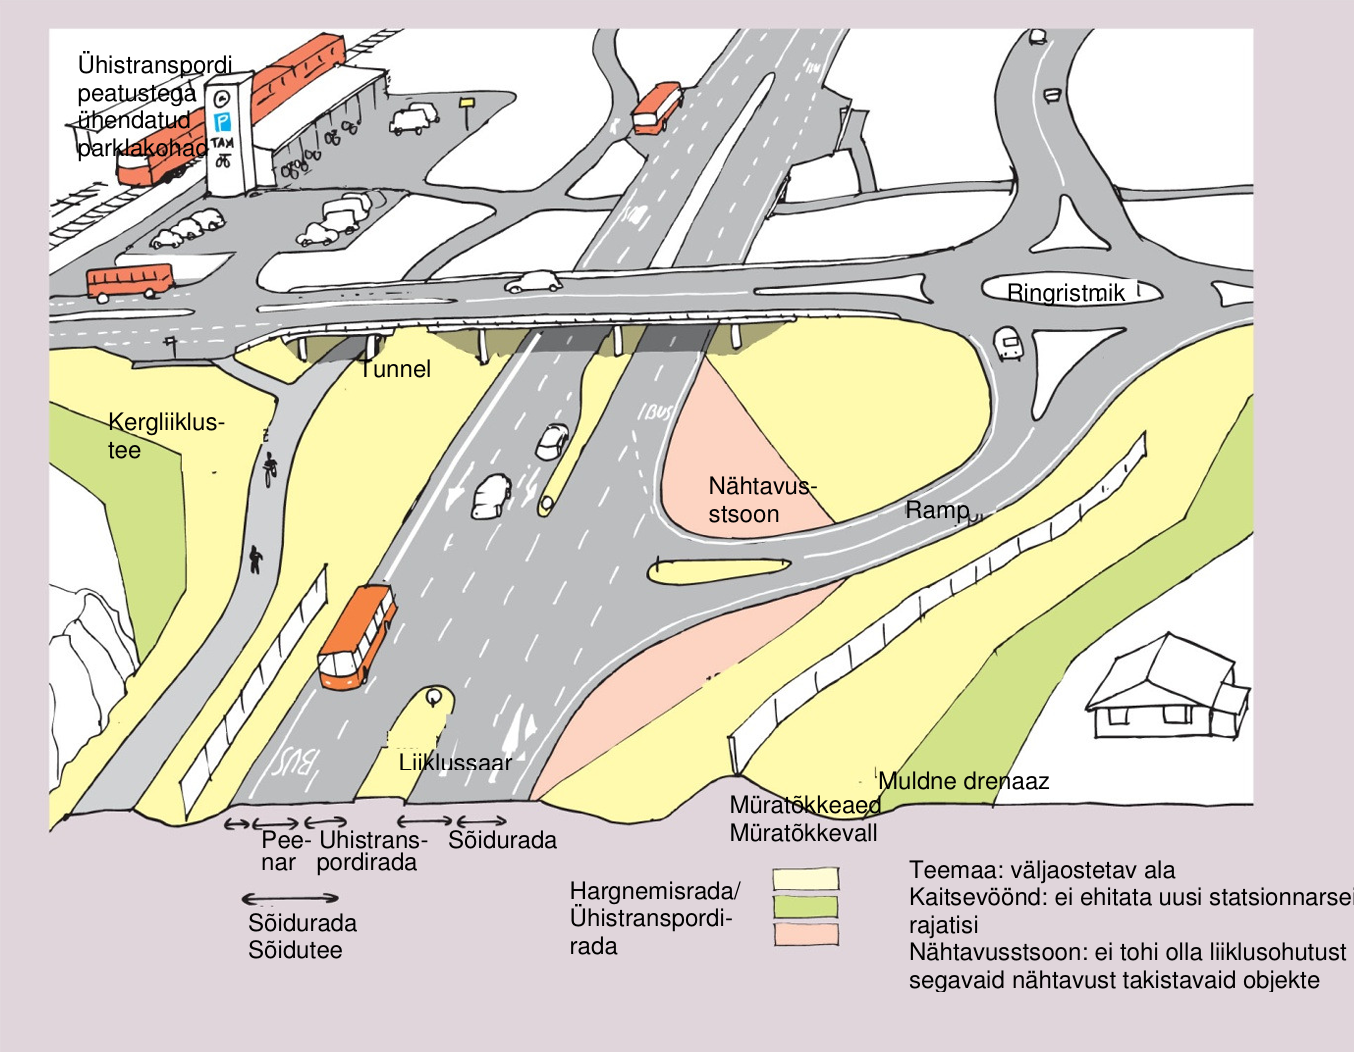 Ühistranspordi
peatustega
ühendatud
parklakohad
P
TAXI
BUS
Ringristmik
Tunnel
BUS
Kergliiklus-
tee
Nähtavus-
stsoon
Ramp
BUS
Liiklussaar
Muldne drenaaz
Müratõkkeaed
Müratõkkevall
Pee-
nar
Uhistrans-
pordirada
Sõidurada
Sõidurada
Sõidutee
Hargnemisrada/
Ühistranspordi-
rada
Teemaa: väljaostetav ala
Kaitsevöönd: ei ehitata uusi statsionnarsei
rajatisi
Nähtavusstsoon: ei tohi olla liiklusohutust
segavaid nähtavust takistavaid objekte